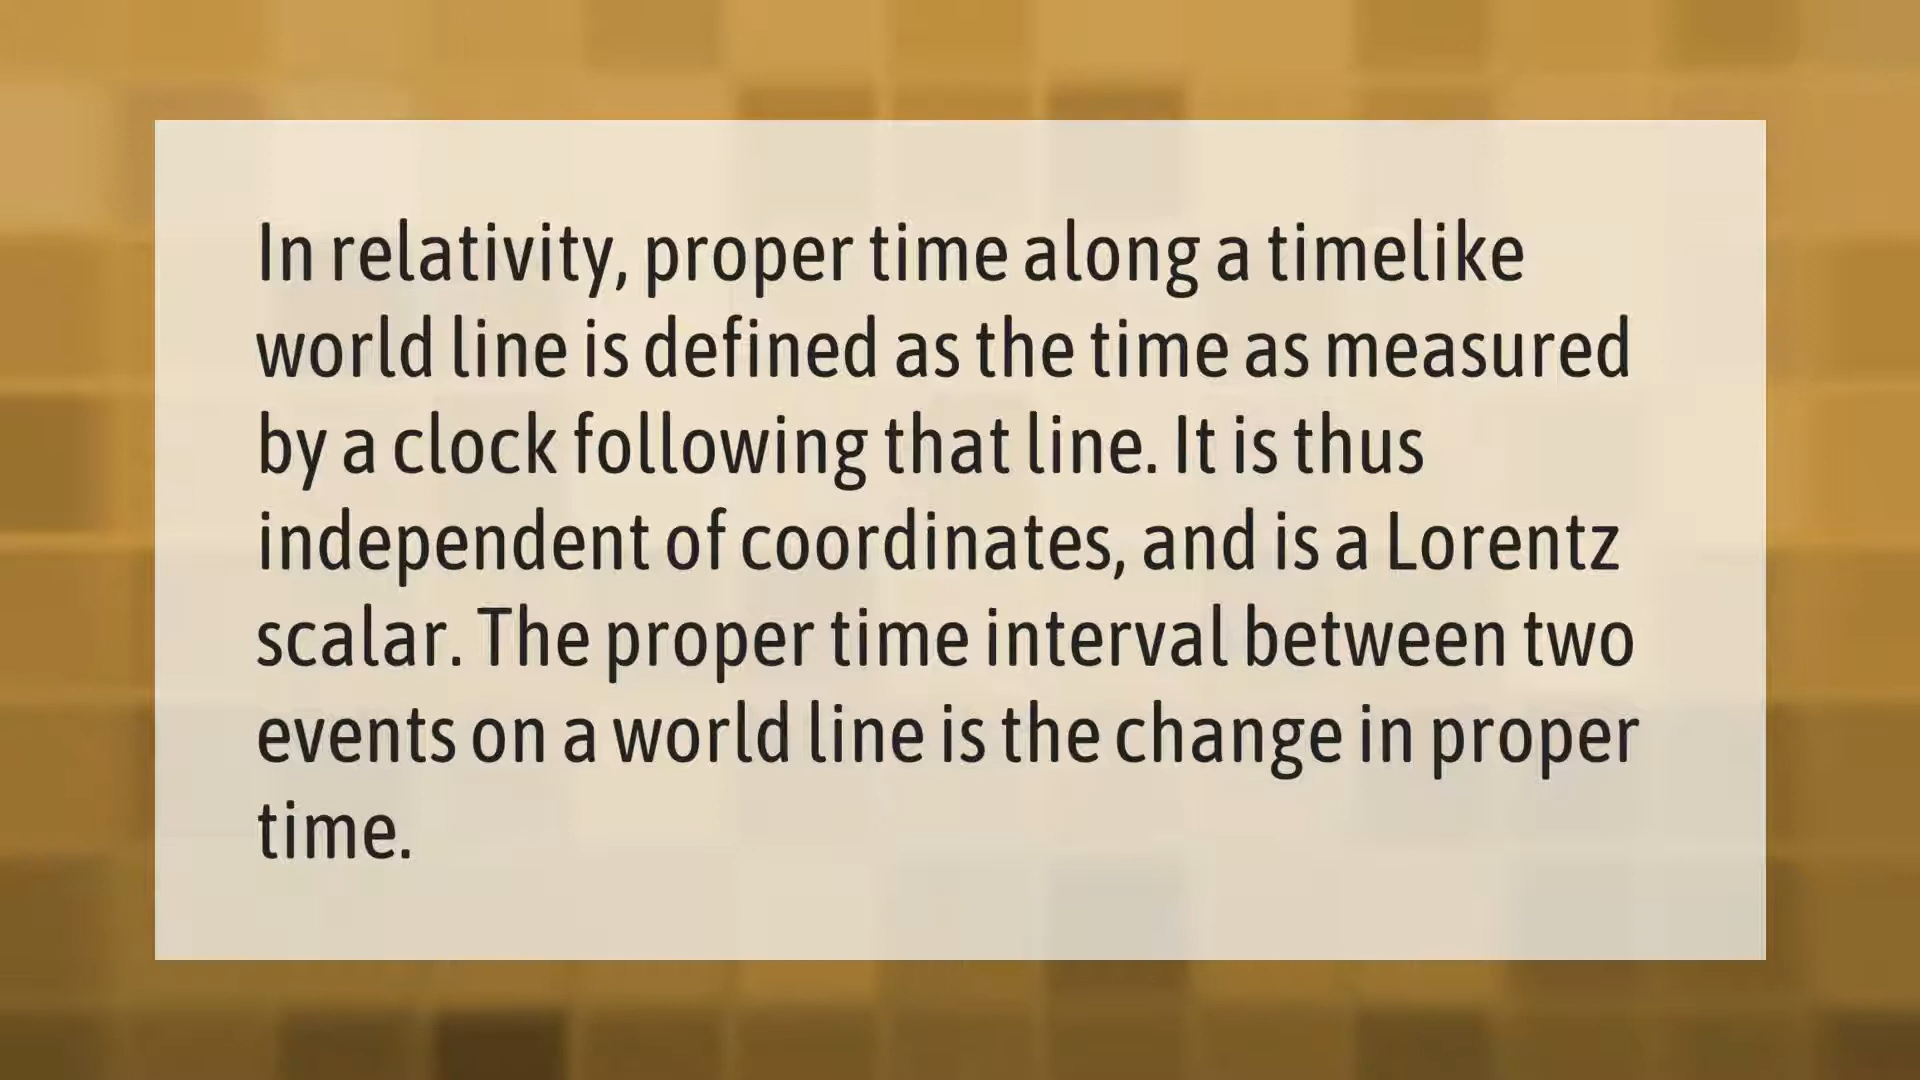 In relativity, proper time along a timelike
world line is defined as the time as measured
by a clock following that line. It is thus
independent of coordinates, and is a Lorentz
scalar. The proper time interval between two
events on a world line is the change in proper
time.